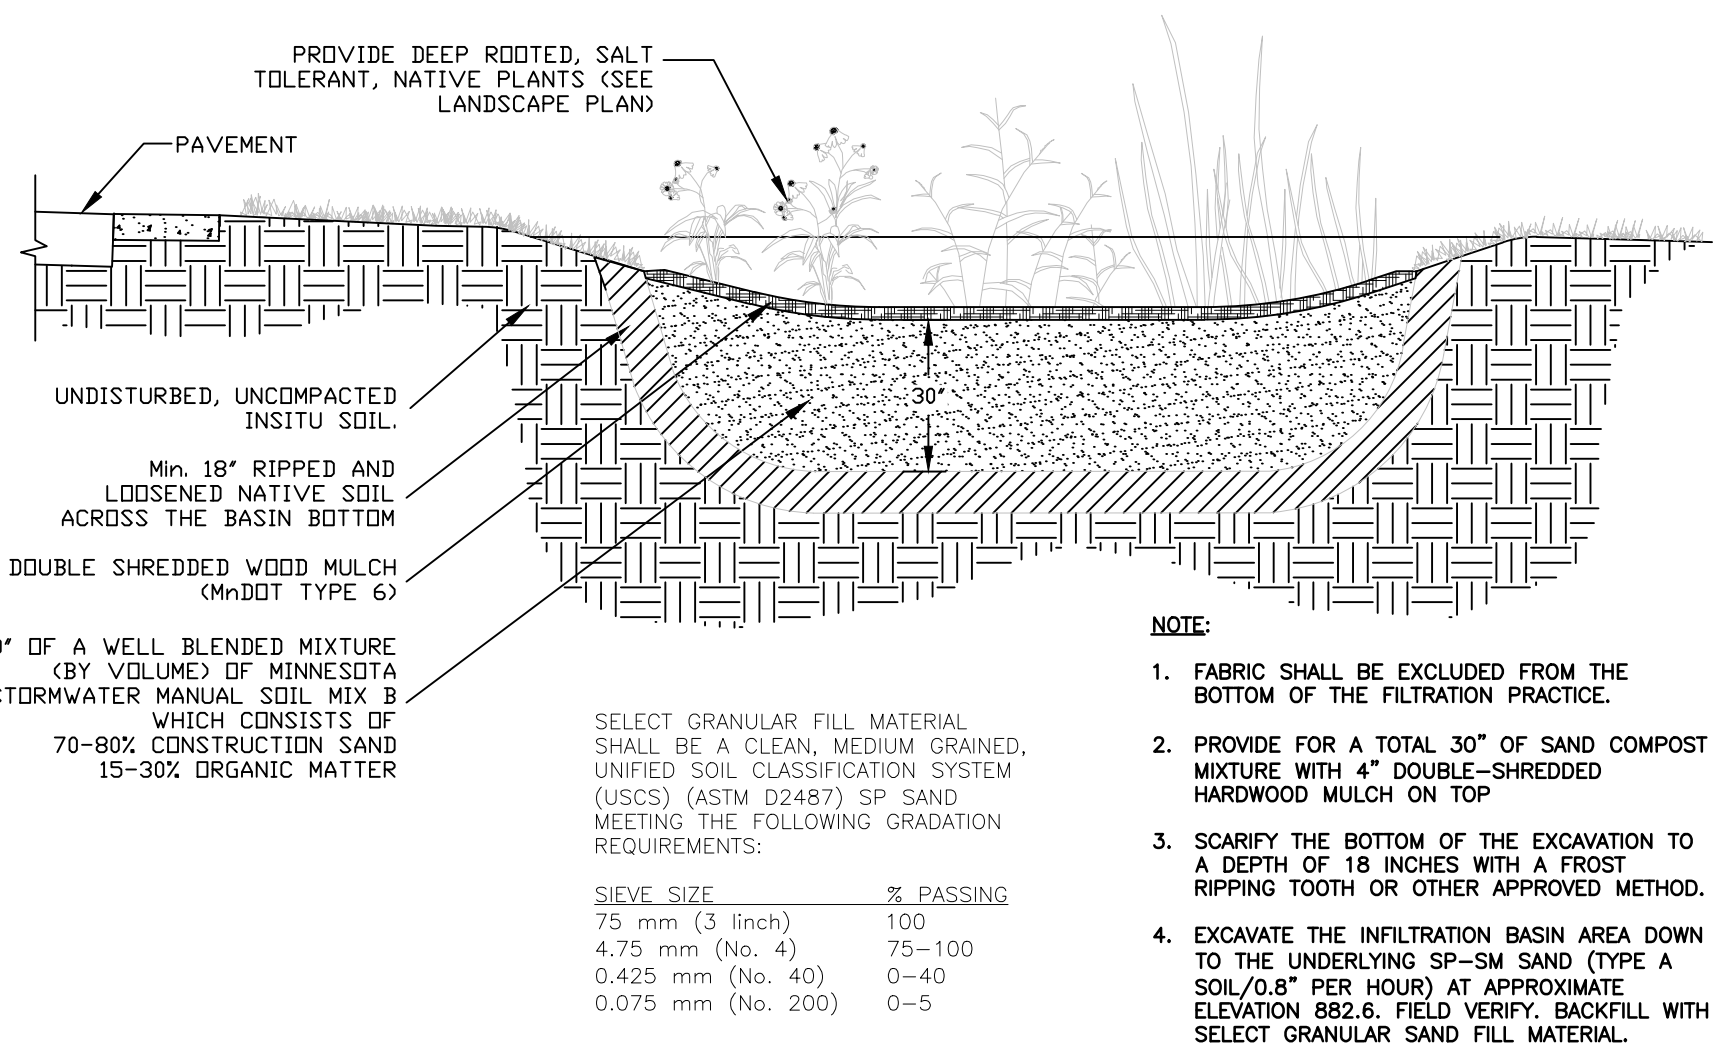 PROVIDE DEEP ROOTED, SALT
TOLERANT, NATIVE PLANTS (SEE
LANDSCAPE PLAN)
PAVEMENT
30"
UNDISTURBED, UNCOMPACTED
INSITU SOIL.
Min. 18" RIPPED AND
LOOSENED NATIVE SOIL
ACROSS THE BASIN BOTTOM
DOUBLE SHREDDED WOOD MULCH
(MnDOT TYPE 6)
OF A WELL BLENDED MIXTURE
(BY VOLUME) OF MINNESOTA
MANUAL SOIL MIX B
WHICH CONSISTS OF
70-80% CONSTRUCTION SAND
15-30% ORGANIC MATTER
SELECT GRANULAR FILL MATERIAL
SHALL BE A CLEAN, MEDIUM GRAINED,
UNIFIED SOIL CLASSIFICATION SYSTEM
(USCS) (ASTM D2487) SP SAND
MEETING THE FOLLOWING GRADATION
REQUIREMENTS:
SIEVE SIZE % PASSING
75 mm (3 linch) 100
4.75 mm (No. 4) 75-100
0.425 mm (No. 40) 0-40
0.075 mm (No. 200) 0-5
NOTE:
1. FABRIC SHALL BE EXCLUDED FROM THE
BOTTOM OF THE FILTRATION PRACTICE.
2. PROVIDE FOR A TOTAL 30" OF SAND COMPOST
MIXTURE WITH 4" DOUBLE-SHREDDED
HARDWOOD MULCH ON TOP
3. SCARIFY THE BOTTOM OF THE EXCAVATION TO
A DEPTH OF 18 INCHES WITH A FROST
RIPPING TOOTH OR OTHER APPROVED METHOD.
4. EXCAVATE THE INFILTRATION BASIN AREA DOWN
TO THE UNDERLYING SP-SM SAND (TYPE A
SOIL/0.8" PER HOUR) AT APPROXIMATE
ELEVATION 882.6. FIELD VERIFY. BACKFILL WITH
SELECT GRANULAR SAND FILL MATERIAL.